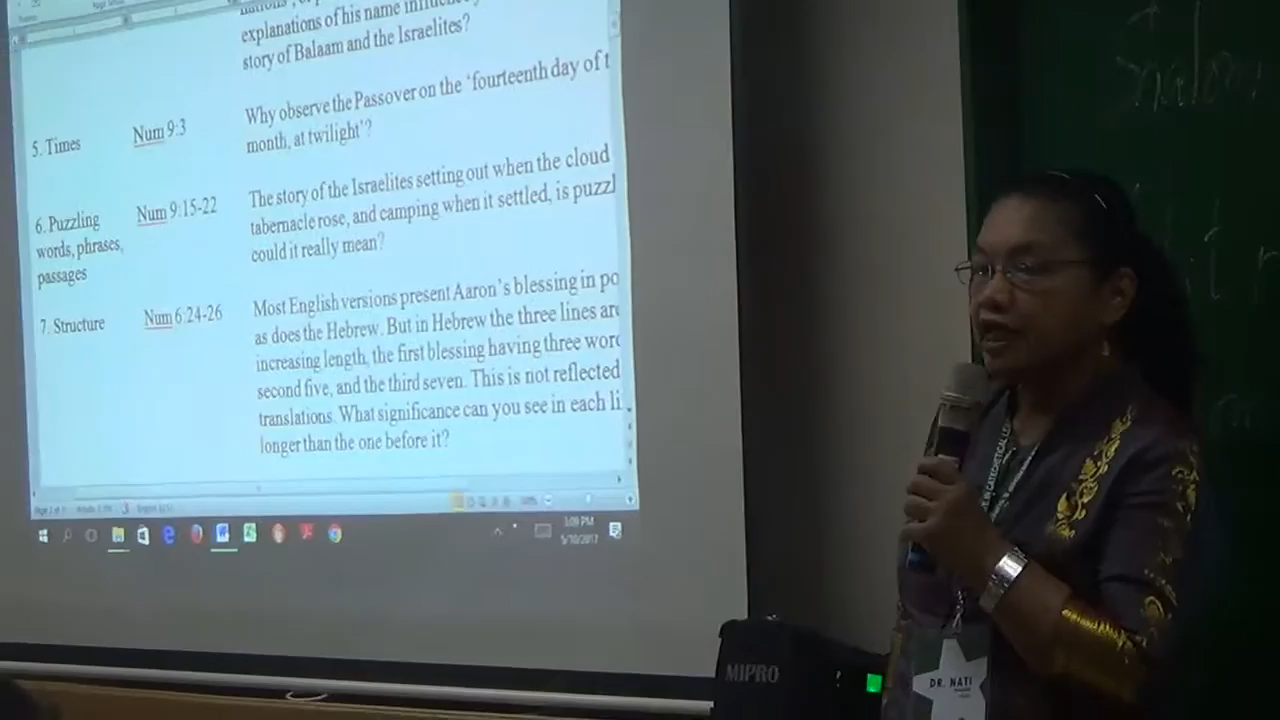 explanations of his name
story of Balaam and the Israelites?
5. Times
Num 9:3
Why observe the Passover on the 'fourteenth day of t
month, at twilight'?
6. Puzzling
words, phrases,
passages
Num 9:15-22
The story of the Israelites setting out when the cloud
tabernacle rose, and camping when it settled, is puzzl
could it really mean?
7. Structure
Num 6:24-26
Most English versions present Aaron's blessing in po
as does the Hebrew. But in Hebrew the three lines are
increasing length, the first blessing having three word
second five, and the third seven. This is not reflected
translations. What significance can you see in each li
longer than the one before it?
3:09 PM
5/10/2017
MIPRO
DR. NATI
Shalom